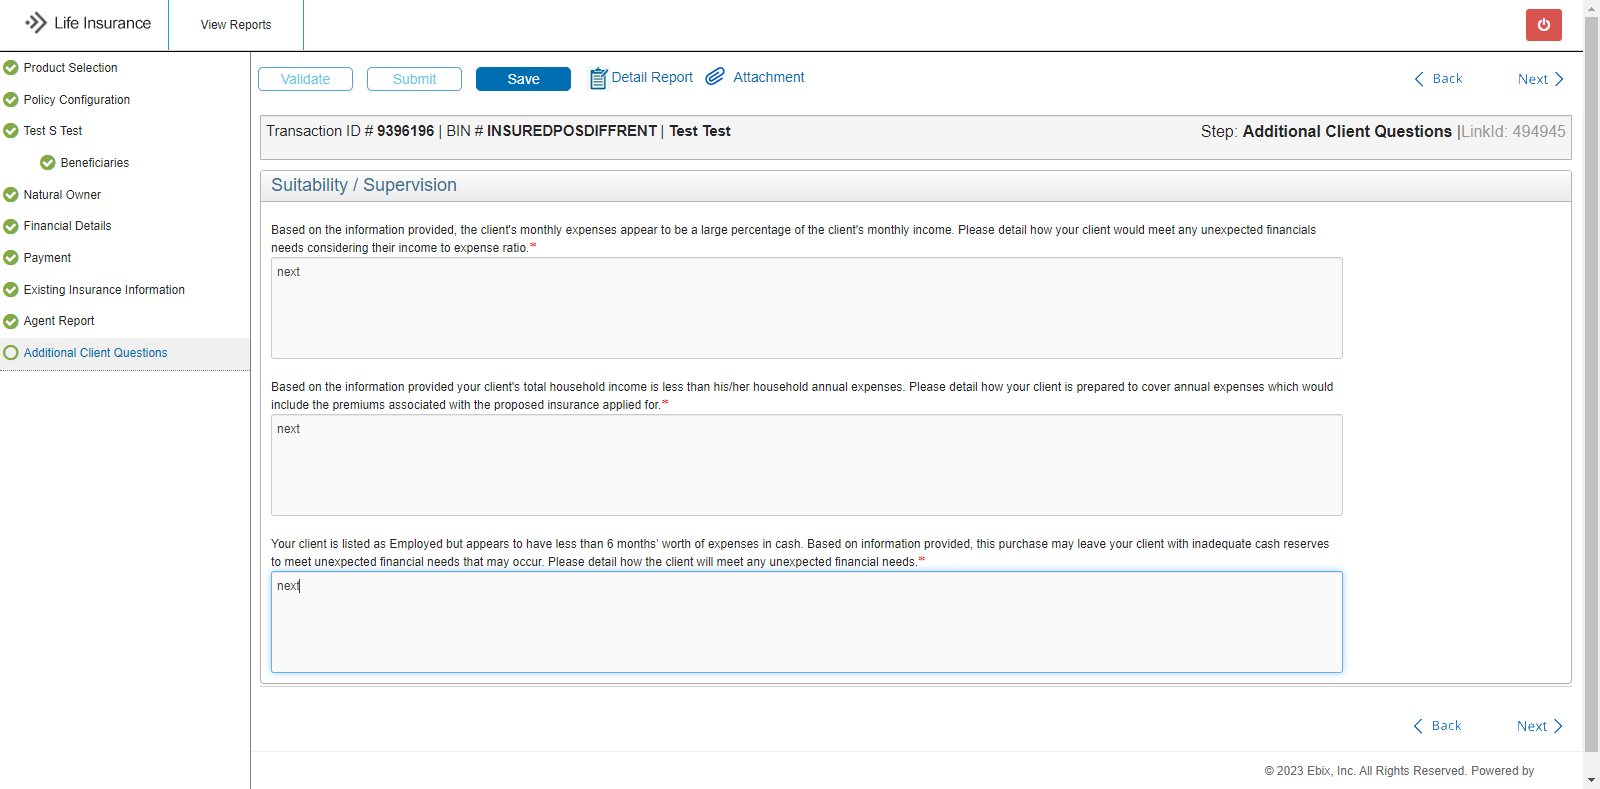 Life Insurance
View Reports
Product Selection
Policy Configuration
Test S Test
Beneficiaries
Natural Owner
Financial Details
Payment
Existing Insurance Information
Agent Report
Additional Client Questions
Validate
Submit
Save
Detail Report
Attachment
Back
Next
Transaction ID # 9396196 | BIN # INSUREDPOSDIFFRENT | Test Test
Step: Additional Client Questions |LinkId: 494945
Suitability / Supervision
Based on the information provided, the client's monthly expenses appear to be a large percentage of the client's monthly income. Please detail how your client would meet any unexpected financials
needs considering their income to expense ratio.*
next
Based on the information provided your client's total household income is less than his/her household annual expenses. Please detail how your client is prepared to cover annual expenses which would
include the premiums associated with the proposed insurance applied for.*
next
Your client is listed as Employed but appears to have less than 6 months' worth of expenses in cash. Based on information provided, this purchase may leave your client with inadequate cash reserves
to meet unexpected financial needs that may occur. Please detail how the client will meet any unexpected financial needs.*
next
Back
Next
© 2023 Ebix, Inc. All Rights Reserved. Powered by